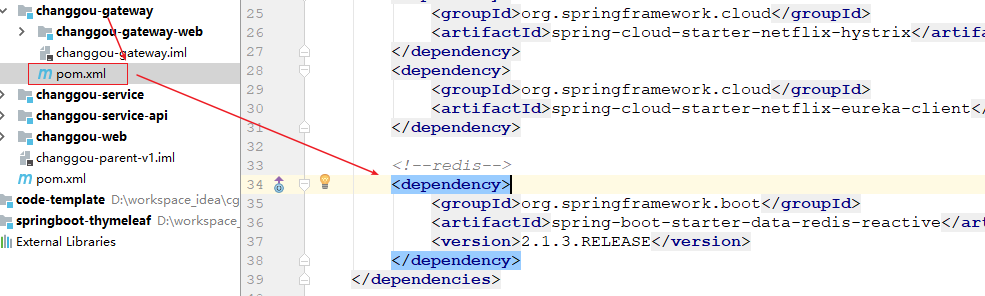 changgou-gateway
changgou-gateway-web
changgou-gateway.iml
pom.xml
changgou-service
changgou-service-api
changgou-web
changgou-parent-v1.iml
pom.xml
code-template D:\workspace_idea\cg
springboot-thymeleaf D:\workspace_
External Libraries
25 <groupId>org.springframework.cloud</groupId>
26 <artifactId>spring-cloud-starter-netflix-hystrix</artifa
27 </dependency>
28 <dependency>
29 <groupId>org.springframework.cloud</groupId>
30 <artifactId>spring-cloud-starter-netflix-eureka-client</
31 </dependency>
32
33 <!--redis-->
34 <dependency>
35 <groupId>org.springframework.boot</groupId>
36 <artifactId>spring-boot-starter-data-redis-reactive</art
37 <version>2.1.3.RELEASE</version>
38 </dependency>
39 </dependencies>